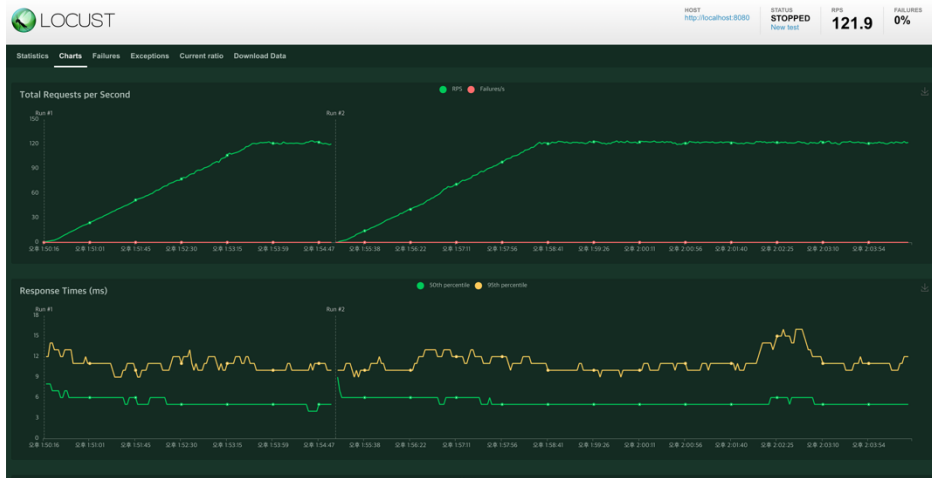 LOCUST
HOST
http://localhost:8080
STATUS
STOPPED
New test
RPS
121.9
FAILURES
0%
Statistics Charts Failures Exceptions Current ratio Download Data
Total Requests per Second
RPS Failures/s
Run #1 Run #2
150
120
90
60
30
0
오후 1:50:16 오후 1:51:01 오후 1:51:45 오후 1:52:30 오후 1:53:15 오후 1:53:59 오후 1:54:47 오후 1:55:38 오후 1:56:22 오후 1:57:11 오후 1:57:56 오후 1:58:41 오후 1:59:26 오후 2:00:11 오후 2:00:56 오후 2:01:40 오후 2:02:25 오후 2:03:10 오후 2:03:54
Response Times (ms)
50th percentile 95th percentile
Run #1 Run #2
18
15
12
9
6
3
0
오후 1:50:16 오후 1:51:01 오후 1:51:45 오후 1:52:30 오후 1:53:15 오후 1:53:59 오후 1:54:47 오후 1:55:38 오후 1:56:22 오후 1:57:11 오후 1:57:56 오후 1:58:41 오후 1:59:26 오후 2:00:11 오후 2:00:56 오후 2:01:40 오후 2:02:25 오후 2:03:10 오후 2:03:54